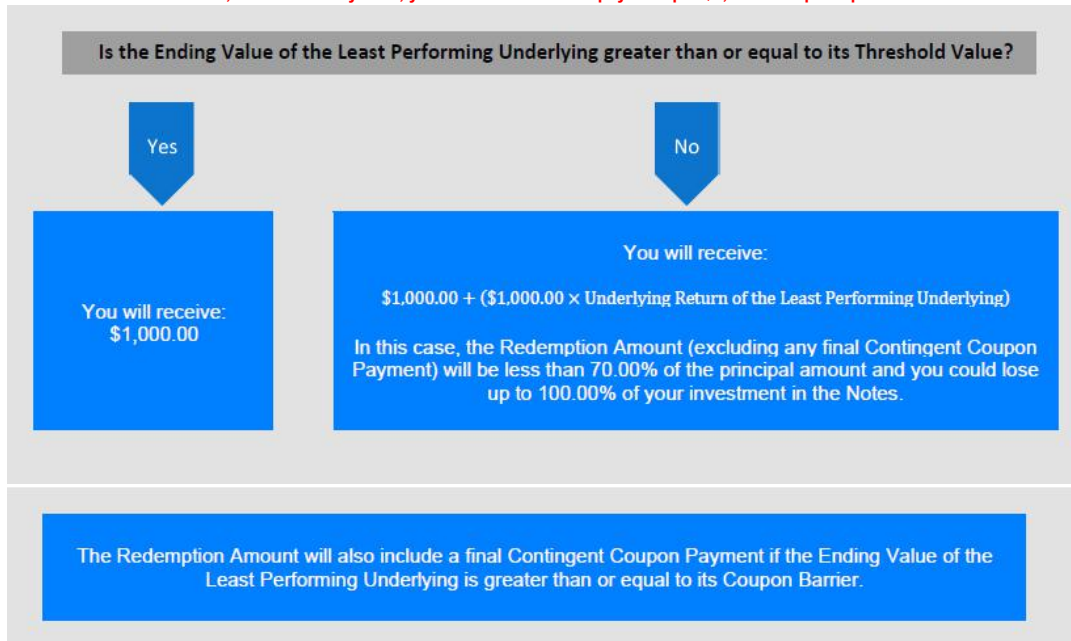 Is the Ending Value of the Least Performing Underlying greater than or equal to its Threshold Value?
Yes
No
You will receive:
$1,000.00
You will receive:
$1,000.00 + ($1,000.00 × Underlying Return of the Least Performing Underlying)
In this case, the Redemption Amount (excluding any final Contingent Coupon
Payment) will be less than 70.00% of the principal amount and you could lose
up to 100.00% of your investment in the Notes.
The Redemption Amount will also include a final Contingent Coupon Payment if the Ending Value of the
Least Performing Underlying is greater than or equal to its Coupon Barrier.